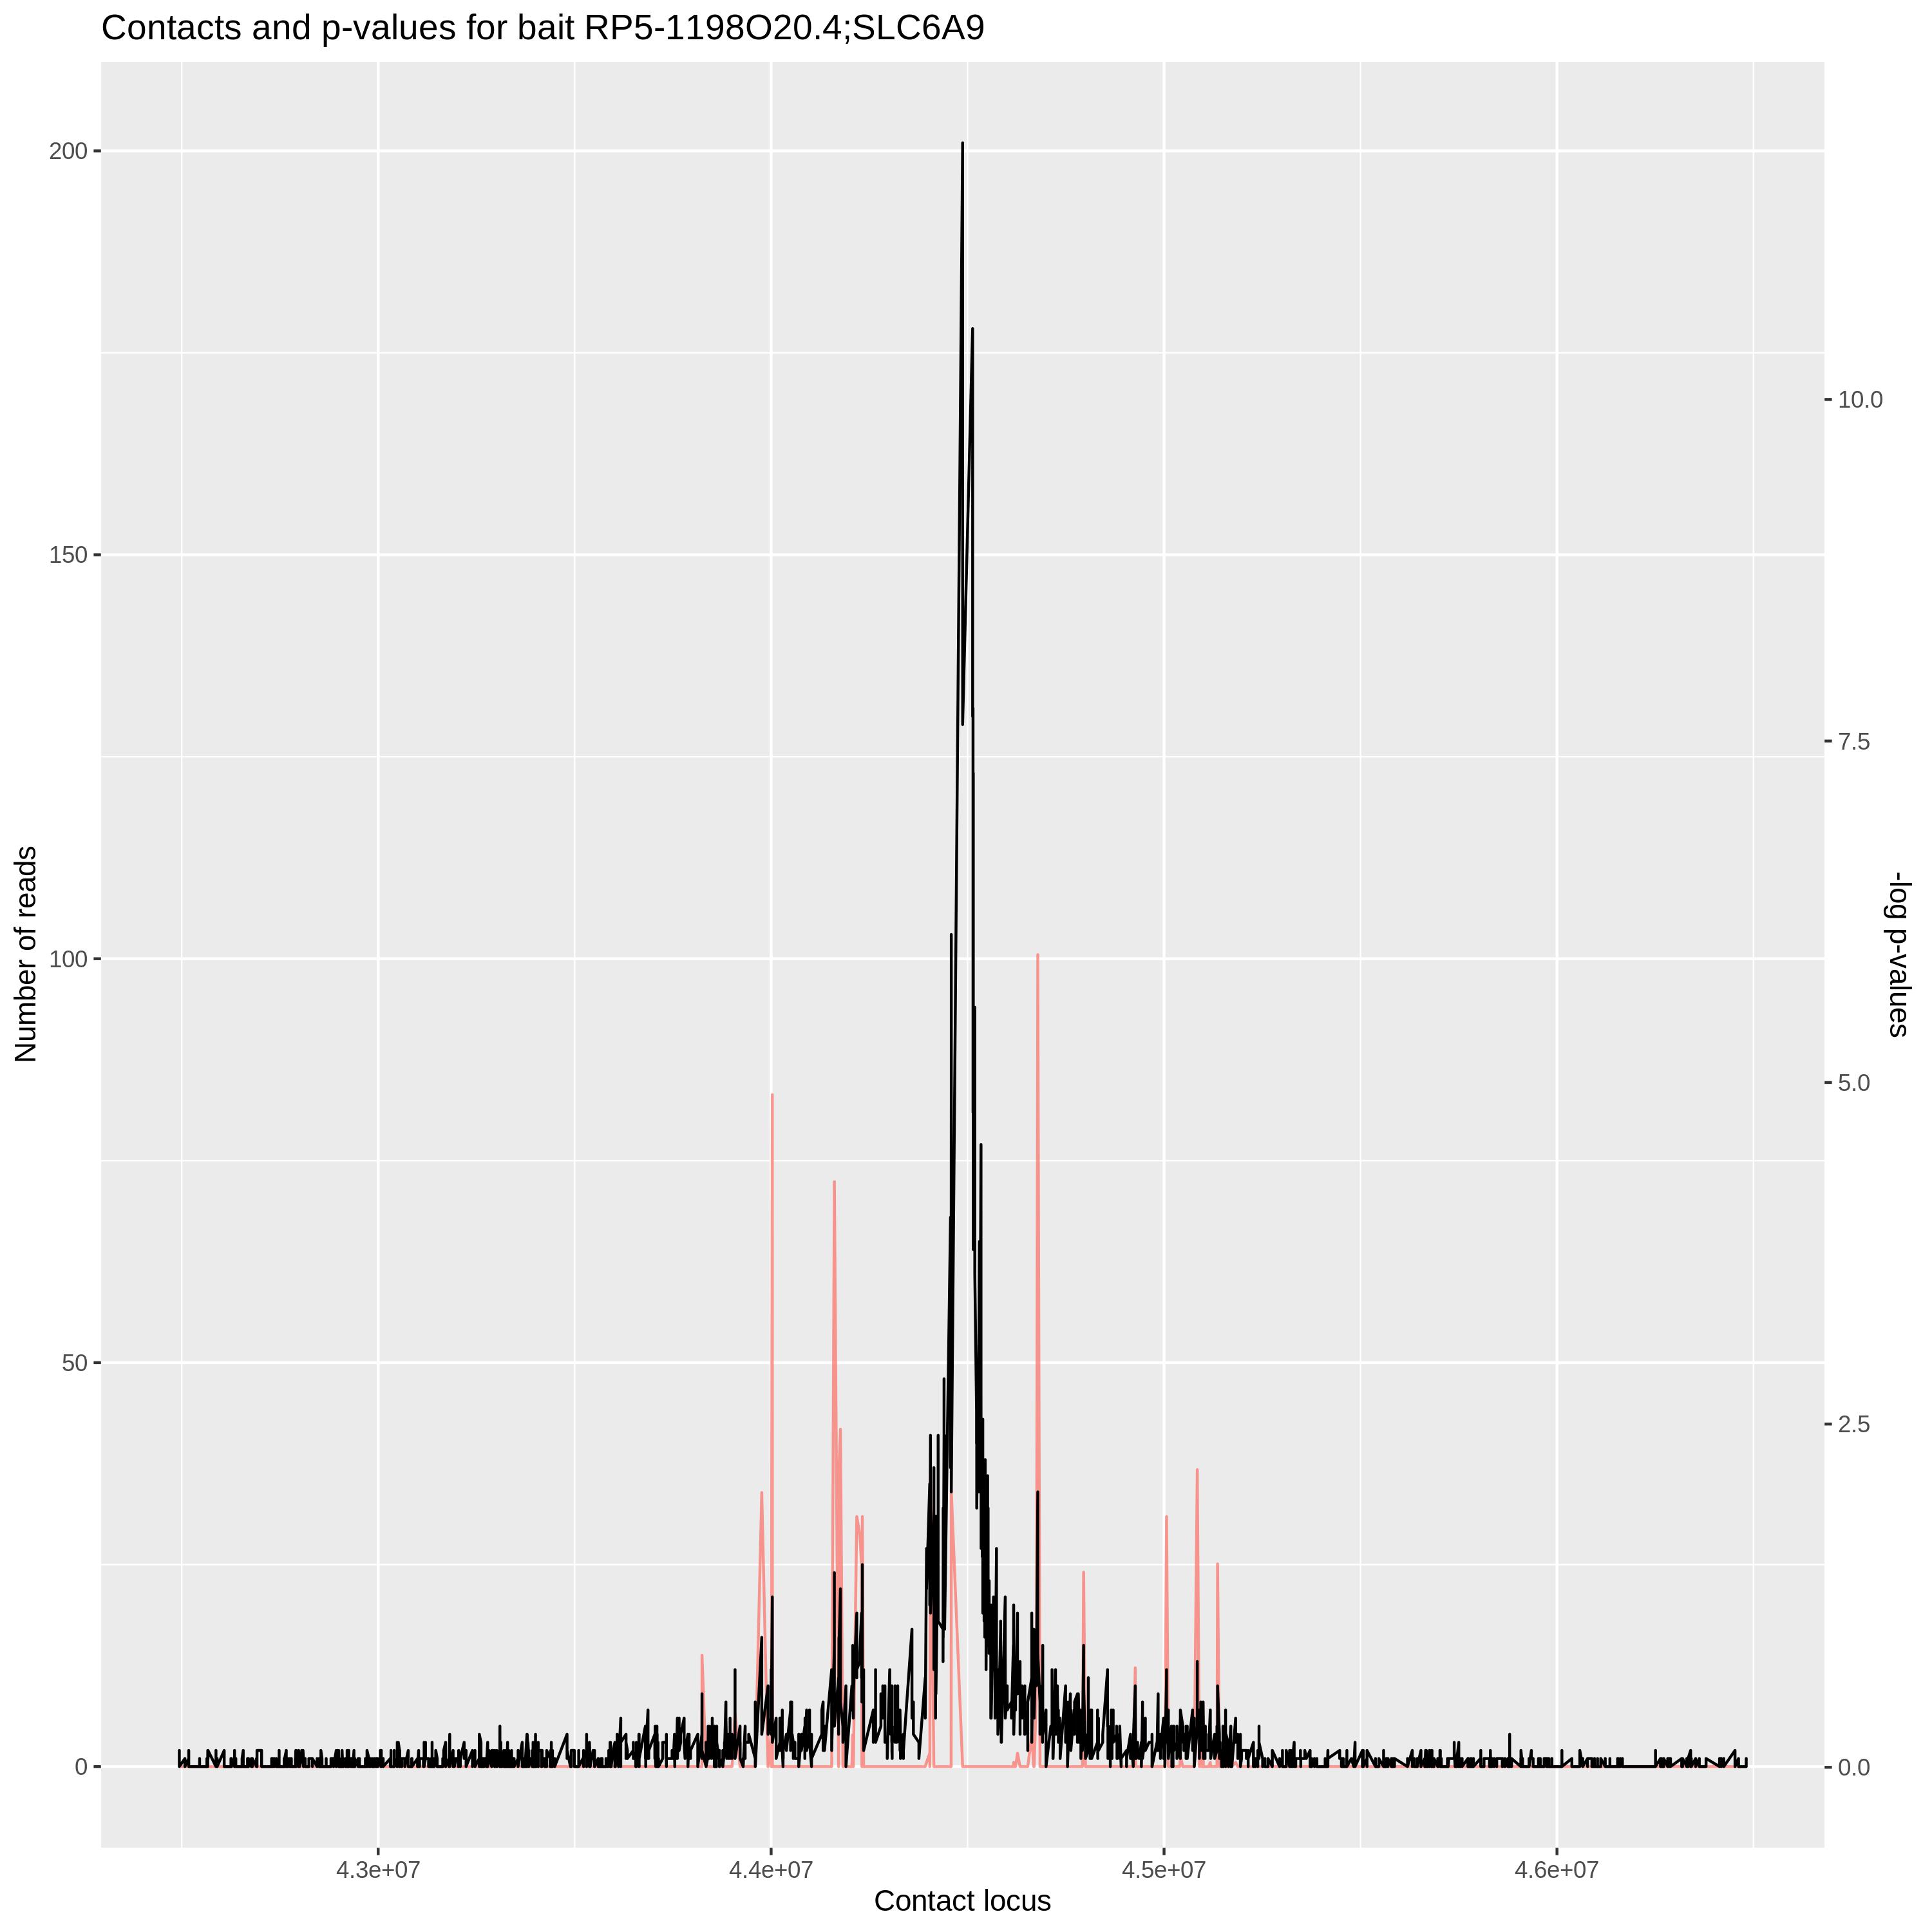 Contacts and p-values for bait RP5-1198O20.4;SLC6A9
200
150
100
50
0
Number of reads
10.0
7.5
5.0
2.5
0.0
-log p-values
4.3e+07
4.4e+07
4.5e+07
4.6e+07
Contact locus